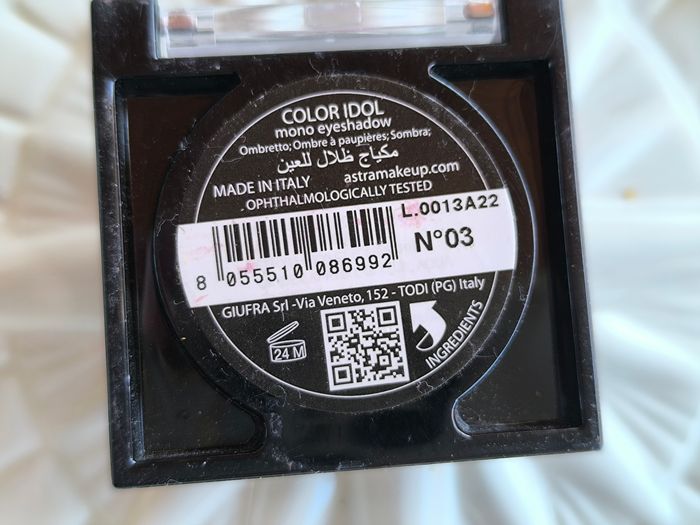 COLOR IDOL
mono eyeshadow
Ombretto; Ombre à paupières; Sombra;
مكياج ظلال للعين
MADE IN ITALY astramakeup.com
OPHTHALMOLOGICALLY TESTED
L.0013A22
N°03
8 055510 086992
GIUFRA Srl -Via Veneto, 152 - TODI (PG) Italy
24 M
INGREDIENTS